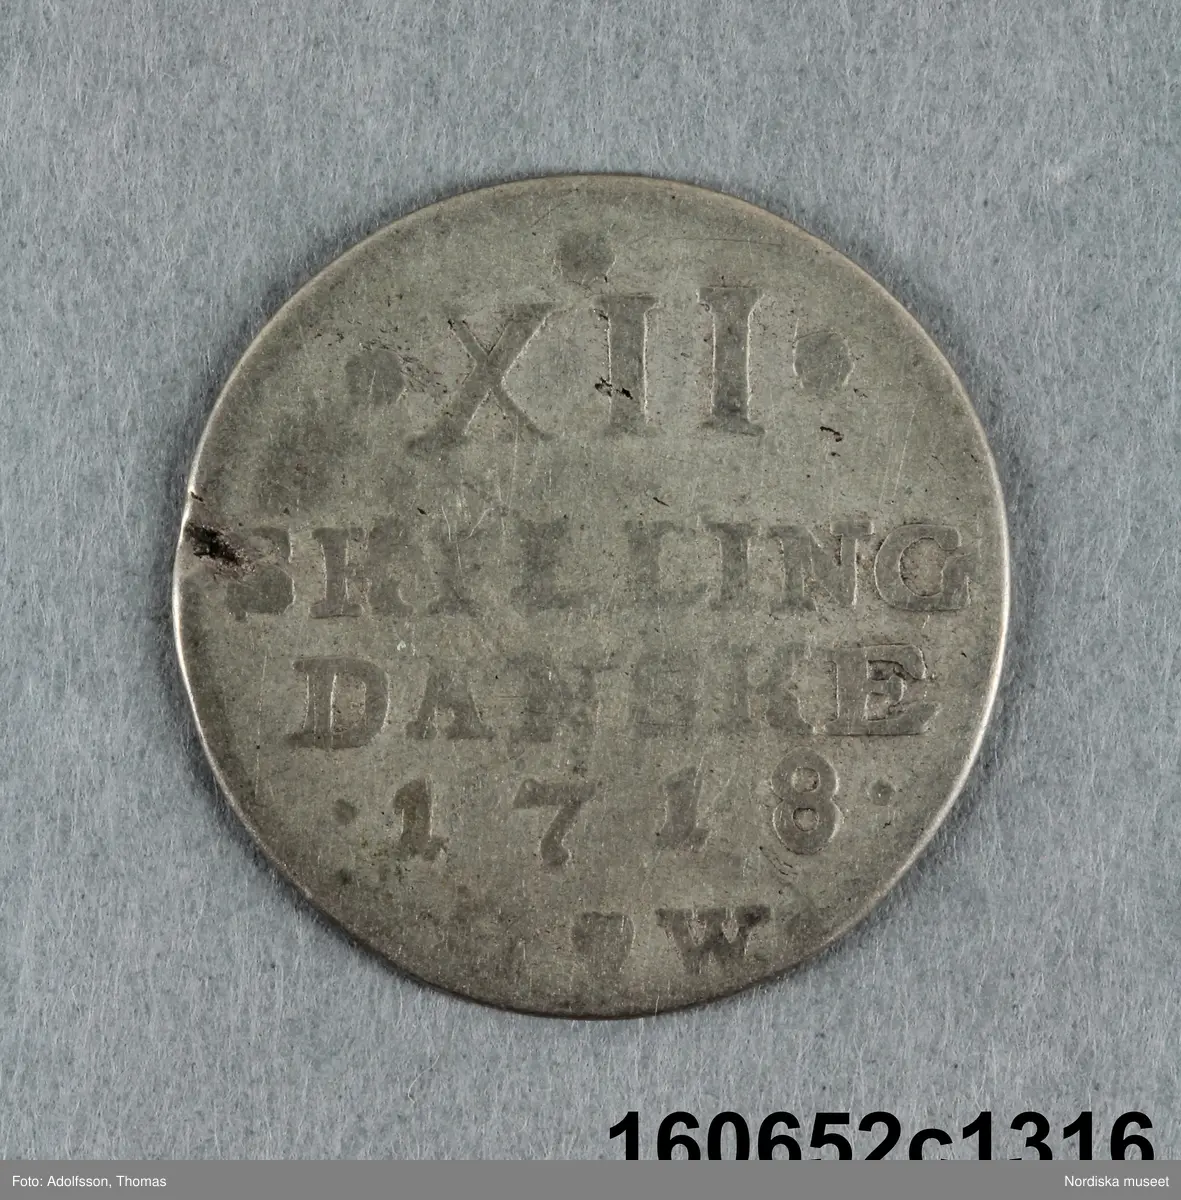 • XII •
SKILLING
DANSKE
· 1718 ·
W
160652c1316
Foto: Adolfsson, Thomas
Nordiska museet